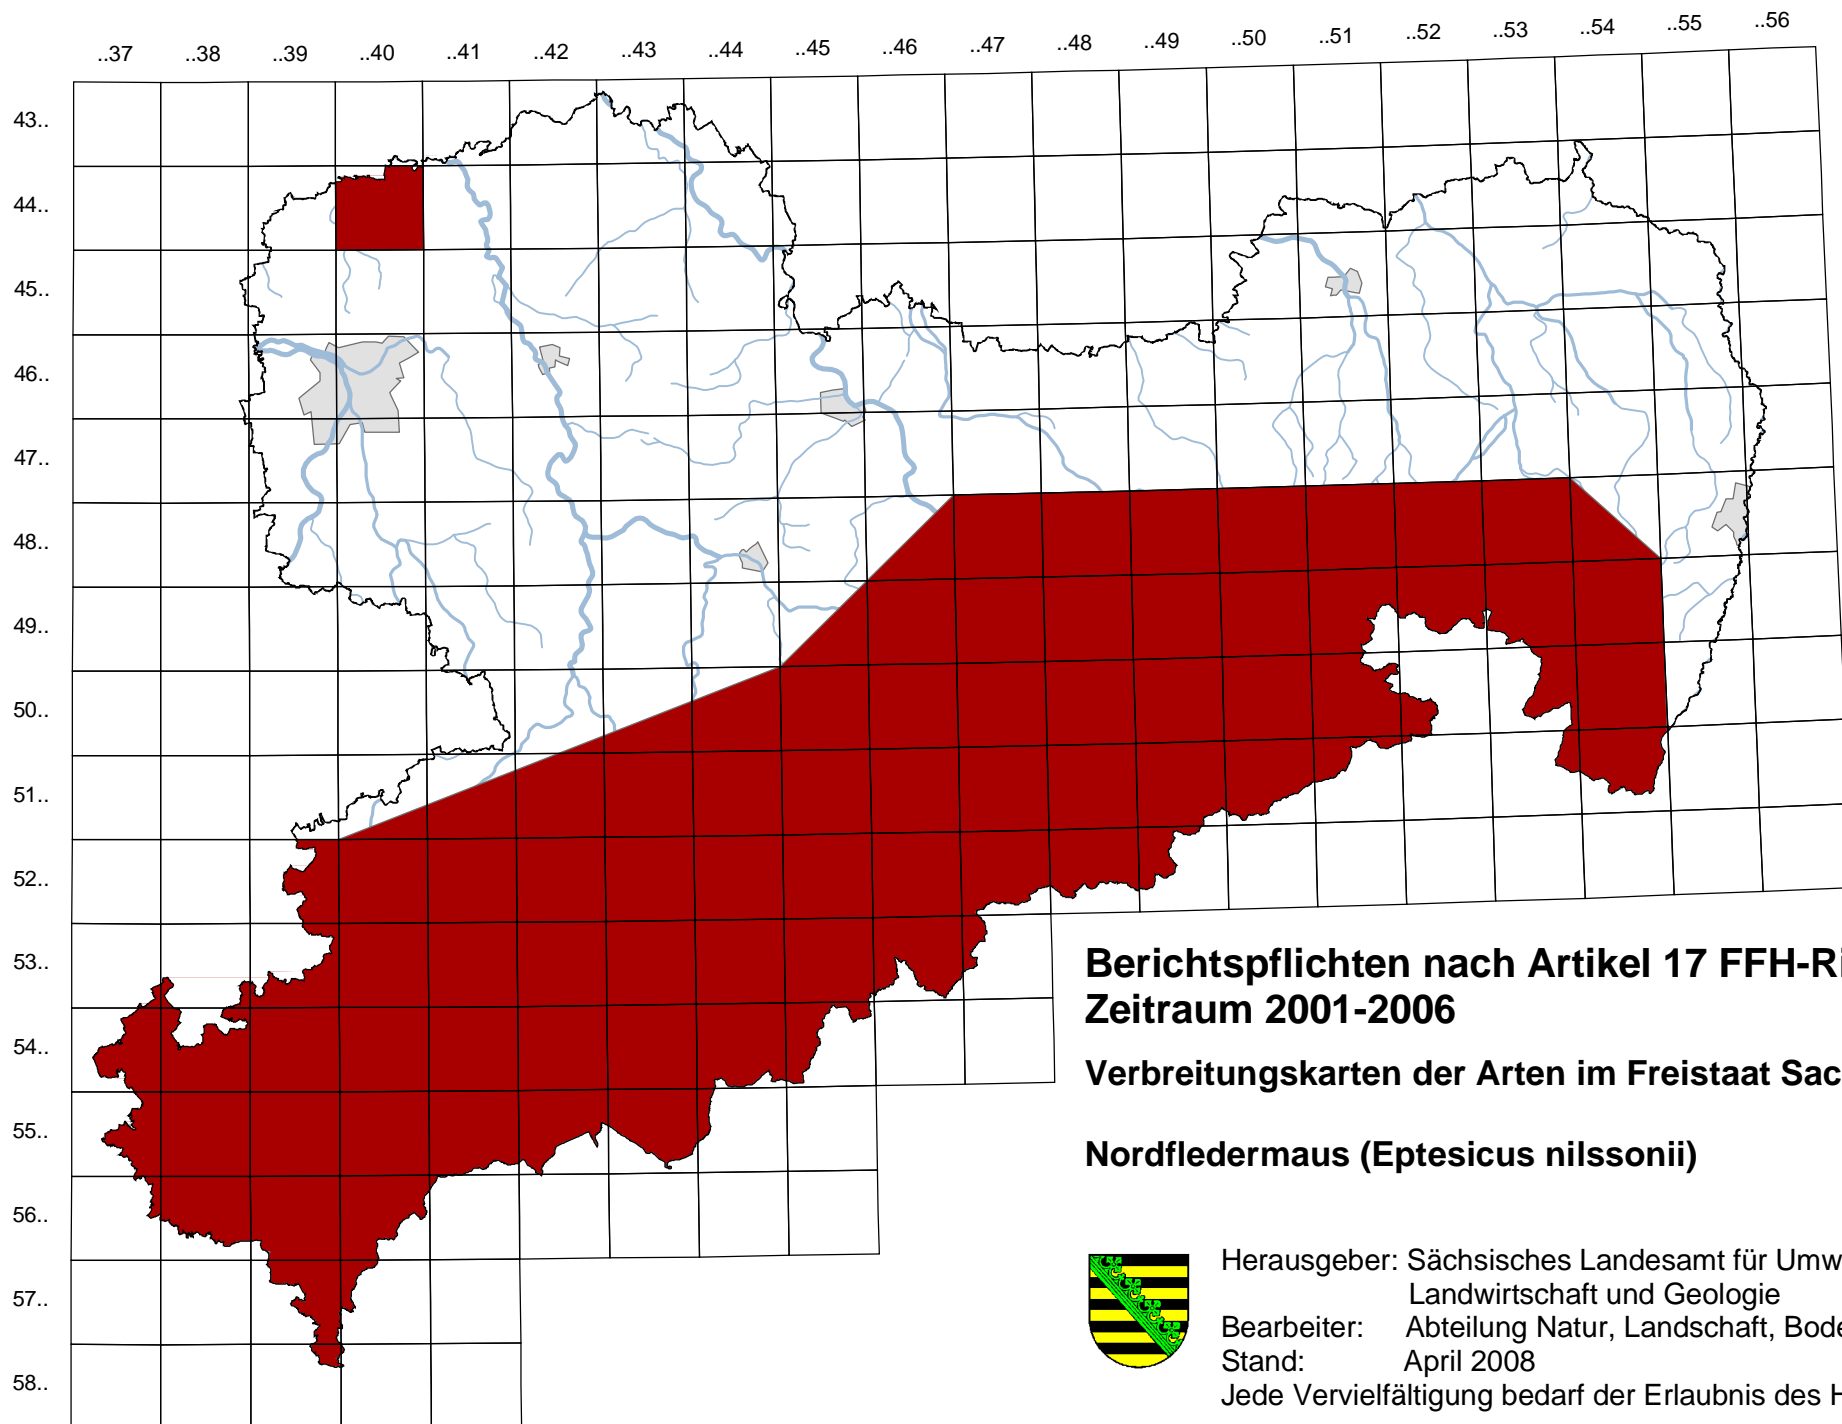 ..37 ..38 ..39 ..40 ..41 ..42 ..43 ..44 ..45 ..46 ..47 ..48 ..49 ..50 ..51 ..52 ..53 ..54 ..55 ..56
43..
44..
45..
46..
47..
48..
49..
50..
51..
52..
53..
54..
55..
56..
57..
58..
Berichtspflichten nach Artikel 17 FFH-Ri
Zeitraum 2001-2006
Verbreitungskarten der Arten im Freistaat Sac
Nordfledermaus (Eptesicus nilssonii)
Herausgeber: Sächsisches Landesamt für Umw
Landwirtschaft und Geologie
Bearbeiter: Abteilung Natur, Landschaft, Bode
Stand: April 2008
Jede Vervielfältigung bedarf der Erlaubnis des H